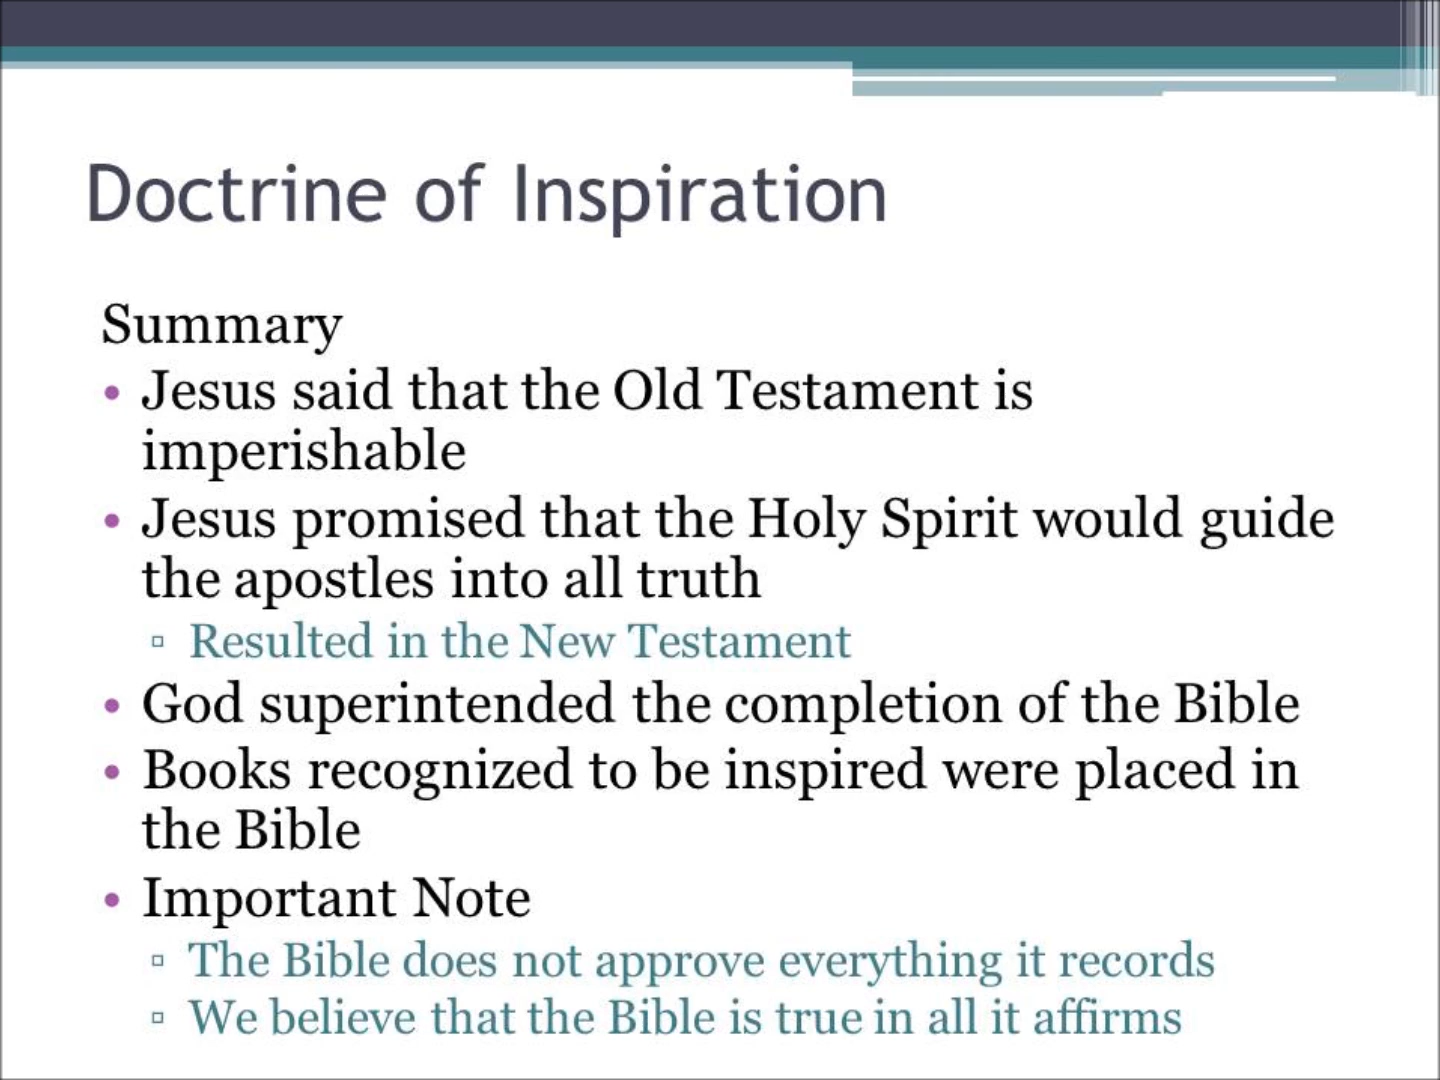 Doctrine of Inspiration
Summary
• Jesus said that the Old Testament is
imperishable
• Jesus promised that the Holy Spirit would guide
the apostles into all truth
▫ Resulted in the New Testament
• God superintended the completion of the Bible
• Books recognized to be inspired were placed in
the Bible
• Important Note
▫ The Bible does not approve everything it records
▫ We believe that the Bible is true in all it affirms